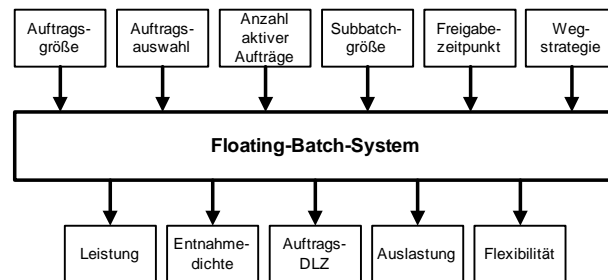 Auftrags-
größe
Auftrags-
auswahl
Anzahl
aktiver
Aufträge
Subbatch-
größe
Freigabe-
zeitpunkt
Weg-
strategie
Floating-Batch-System
Leistung
Entnahme-
dichte
Auftrags-
DLZ
Auslastung
Flexibilität